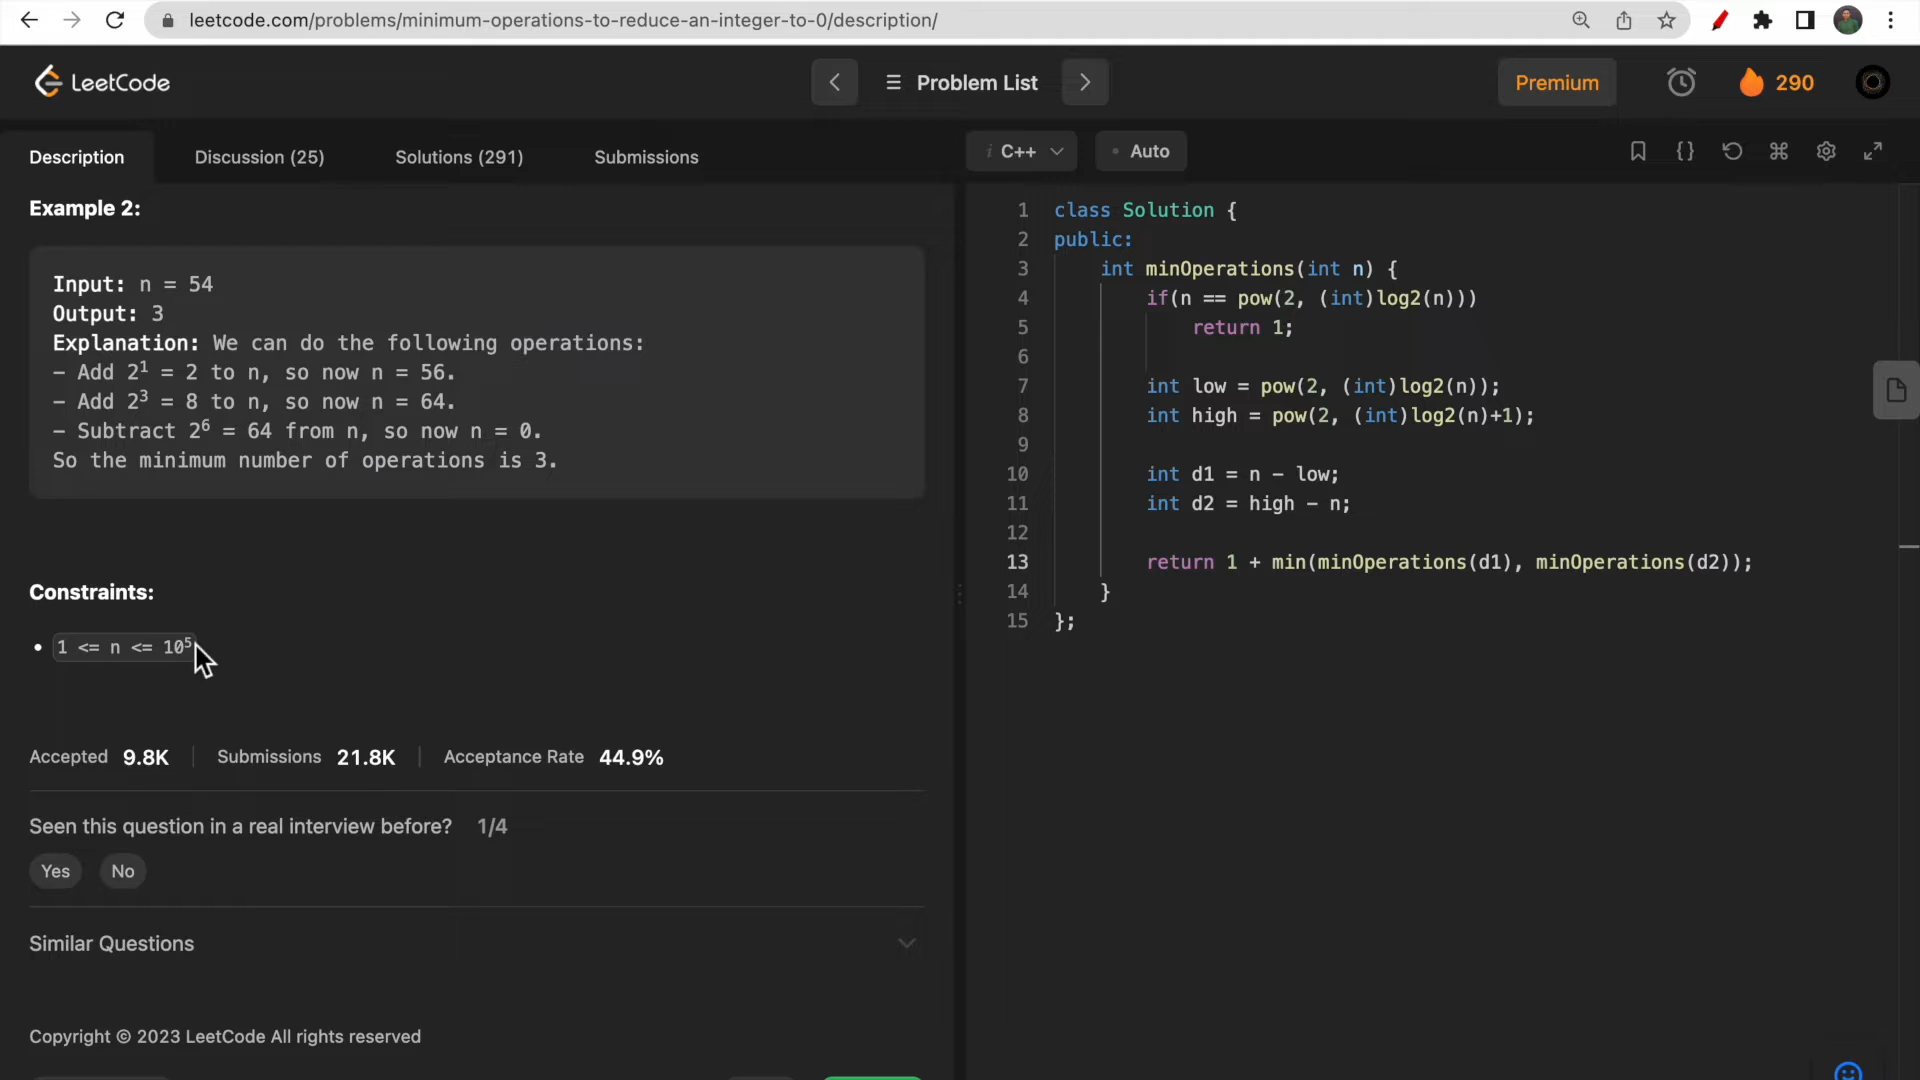 leetcode.com/problems/minimum-operations-to-reduce-an-integer-to-0/description/
LeetCode
Problem List
Premium
290
Description
Discussion (25)
Solutions (291)
Submissions
i C++
• Auto
Example 2:
Input: n = 54
Output: 3
Explanation: We can do the following operations:
- Add 2¹ = 2 to n, so now n = 56.
- Add 2³ = 8 to n, so now n = 64.
- Subtract 2⁶ = 64 from n, so now n = 0.
So the minimum number of operations is 3.
Constraints:
• 1 <= n <= 10⁵
Accepted 9.8K
Submissions 21.8K
Acceptance Rate 44.9%
Seen this question in a real interview before? 1/4
Yes
No
Similar Questions
Copyright © 2023 LeetCode All rights reserved
1 class Solution {
2 public:
3 int minOperations(int n) {
4 if(n == pow(2, (int)log2(n)))
5 return 1;
6
7 int low = pow(2, (int)log2(n));
8 int high = pow(2, (int)log2(n)+1);
9
10 int d1 = n - low;
11 int d2 = high - n;
12
13 return 1 + min(minOperations(d1), minOperations(d2));
14 }
15 };